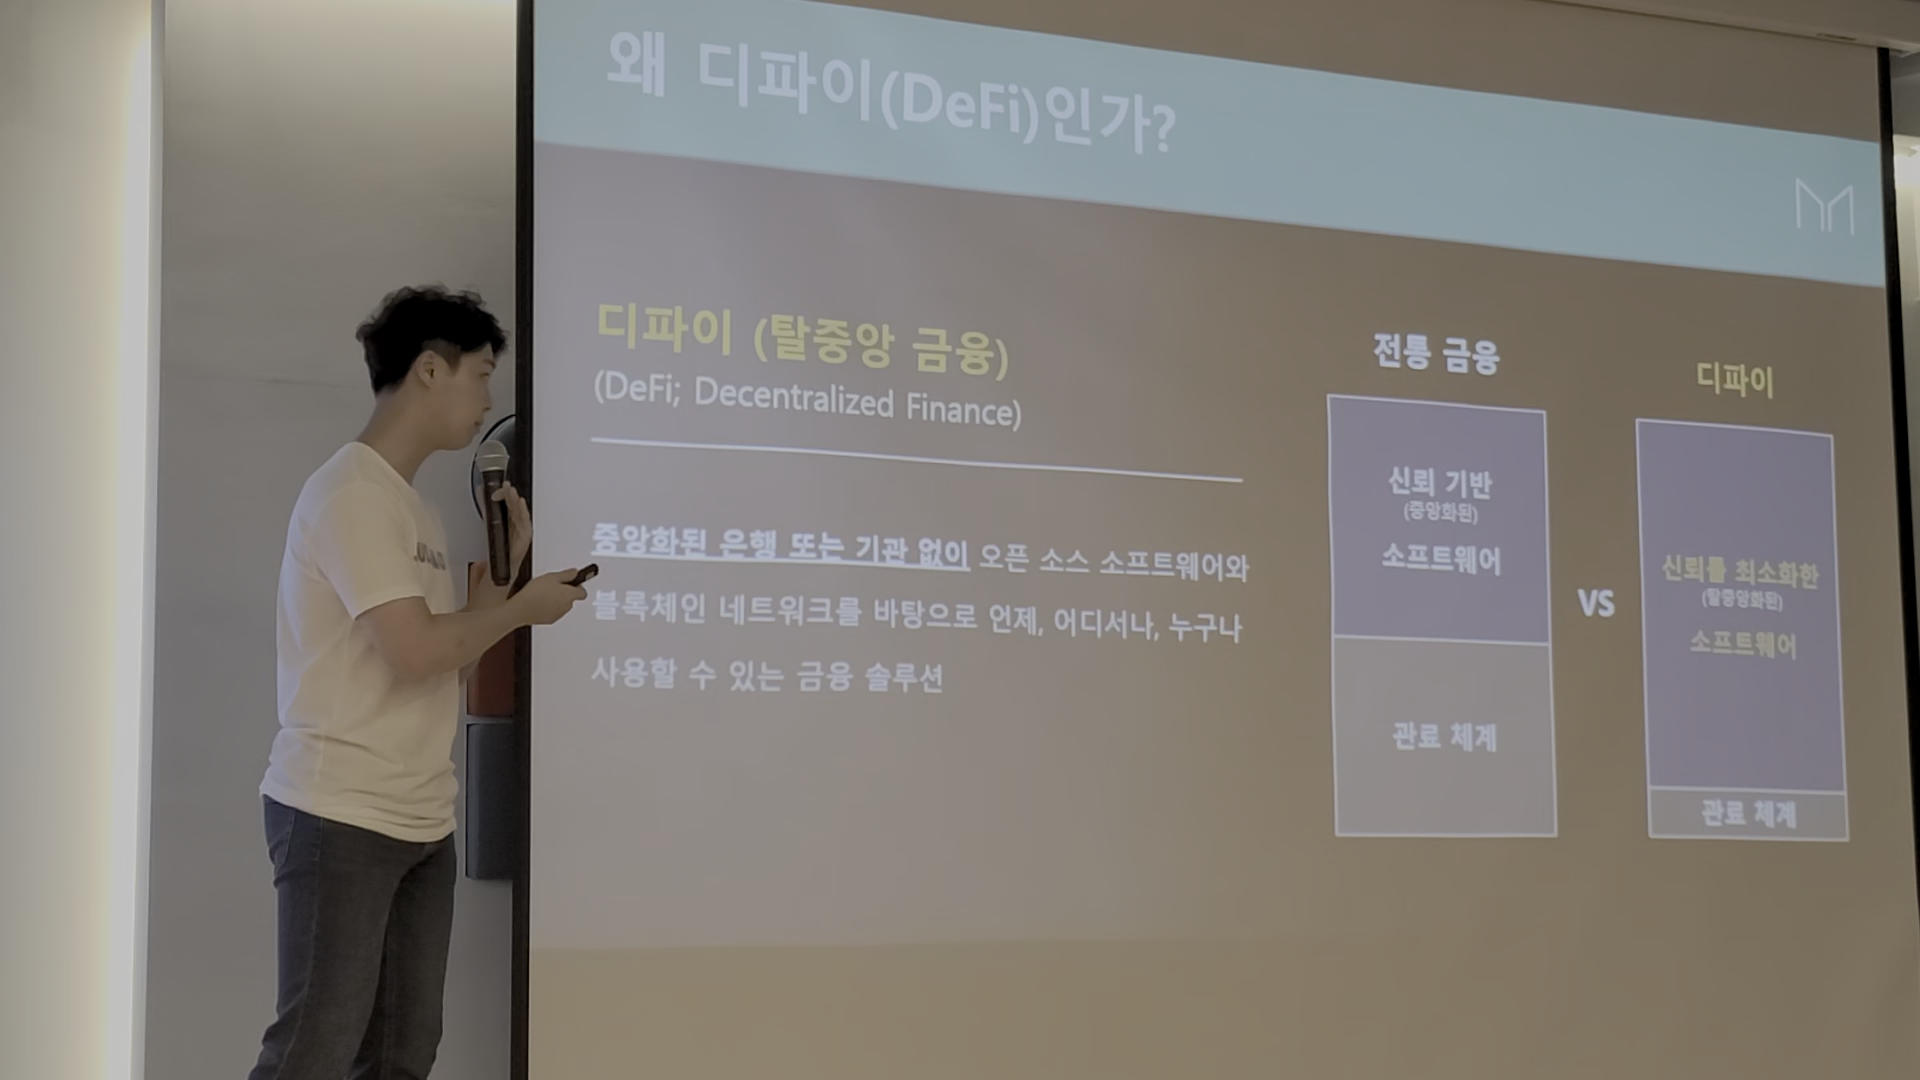 왜 디파이(DeFi)인가?
디파이 (탈중앙 금융)
(DeFi; Decentralized Finance)
중앙화된 은행 또는 기관 없이 오픈 소스 소프트웨어와
블록체인 네트워크를 바탕으로 언제, 어디서나, 누구나
사용할 수 있는 금융 솔루션
전통 금융
신뢰 기반
(중앙화된)
소프트웨어
관료 체계
VS
디파이
신뢰를 최소화한
(탈중앙화된)
소프트웨어
관료 체계